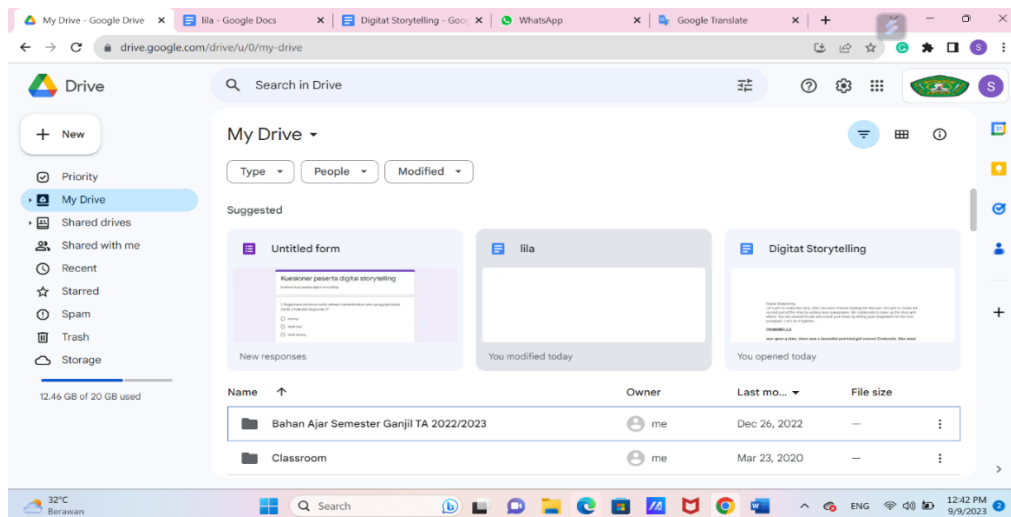 My Drive - Google Drive
lila - Google Docs
Digitat Storytelling - Goo
WhatsApp
Google Translate
drive.google.com/drive/u/0/my-drive
S
Drive
Search in Drive
S
New
My Drive
31
Type
People
Modified
Priority
My Drive
Shared drives
Shared with me
Recent
Starred
Spam
Trash
Storage
12.46 GB of 20 GB used
Suggested
Untitled form
Kuesioner peserta digital storytelling
New responses
lila
You modified today
Digitat Storytelling
CINDERELLA
You opened today
Name
Owner
Last mo...
File size
Bahan Ajar Semester Ganjil TA 2022/2023
me
Dec 26, 2022
—
Classroom
me
Mar 23, 2020
—
32°C
Berawan
Search
ENG
12:42 PM
9/9/2023
2